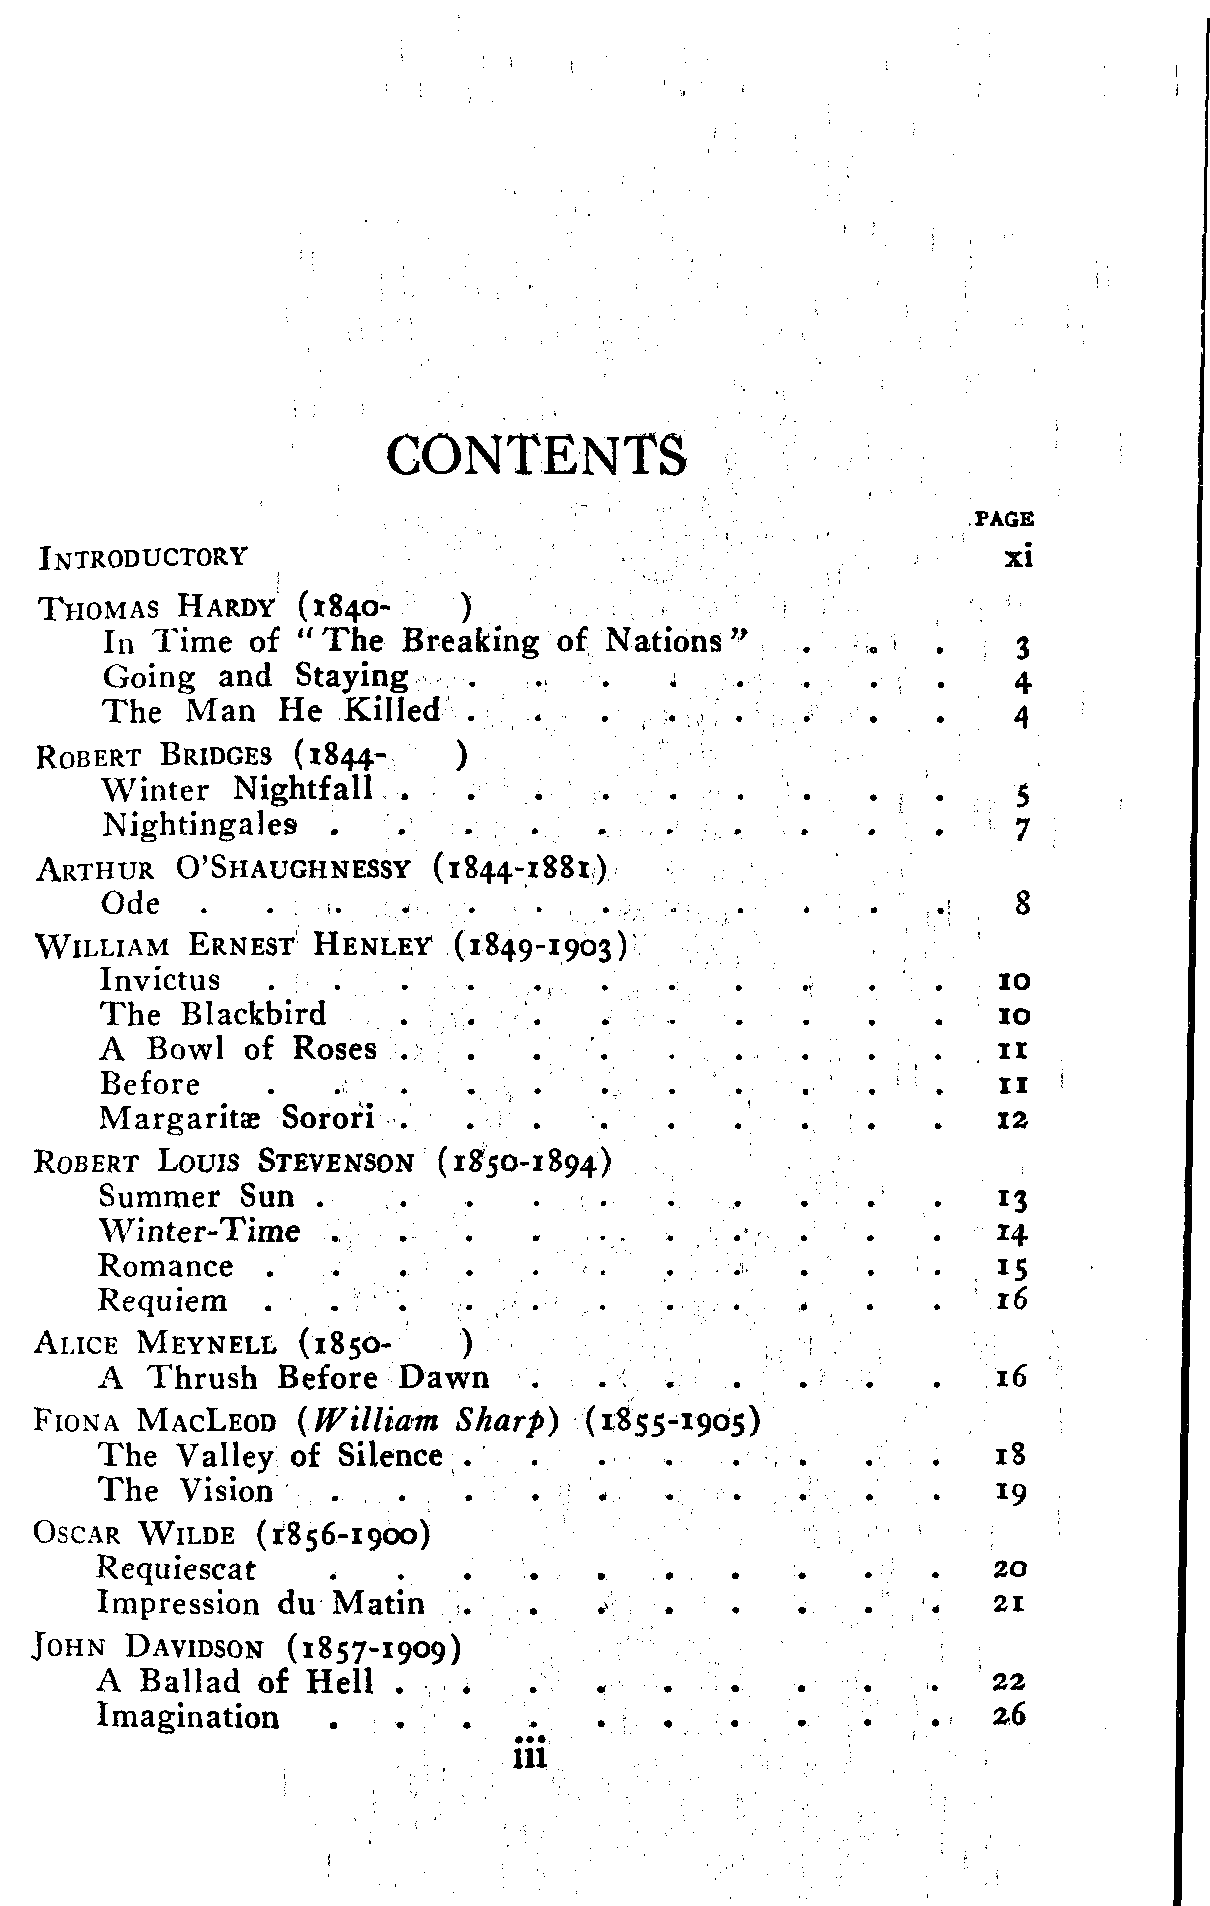 CONTENTS
PAGE
INTRODUCTORY xi
THOMAS HARDY (1840- )
In Time of "The Breaking of Nations" . . . 3
Going and Staying . . . . . . . . 4
The Man He Killed . . . . . . . . 4
ROBERT BRIDGES (1844- )
Winter Nightfall . . . . . . . . . 5
Nightingales . . . . . . . . . . 7
ARTHUR O'SHAUGHNESSY (1844-1881)
Ode . . . . . . . . . . . . 8
WILLIAM ERNEST HENLEY (1849-1903)
Invictus . . . . . . . . . . . 10
The Blackbird . . . . . . . . . 10
A Bowl of Roses . . . . . . . . . 11
Before . . . . . . . . . . . 11
Margaritæ Sorori . . . . . . . . . 12
ROBERT LOUIS STEVENSON (1850-1894)
Summer Sun . . . . . . . . . . 13
Winter-Time . . . . . . . . . . 14
Romance . . . . . . . . . . . 15
Requiem . . . . . . . . . . . 16
ALICE MEYNELL (1850- )
A Thrush Before Dawn . . . . . . . 16
FIONA MACLEOD (William Sharp) (1855-1905)
The Valley of Silence . . . . . . . . 18
The Vision . . . . . . . . . . 19
OSCAR WILDE (1856-1900)
Requiescat . . . . . . . . . . 20
Impression du Matin . . . . . . . . 21
JOHN DAVIDSON (1857-1909)
A Ballad of Hell . . . . . . . . . 22
Imagination . . . . . . . . . . 26
iii